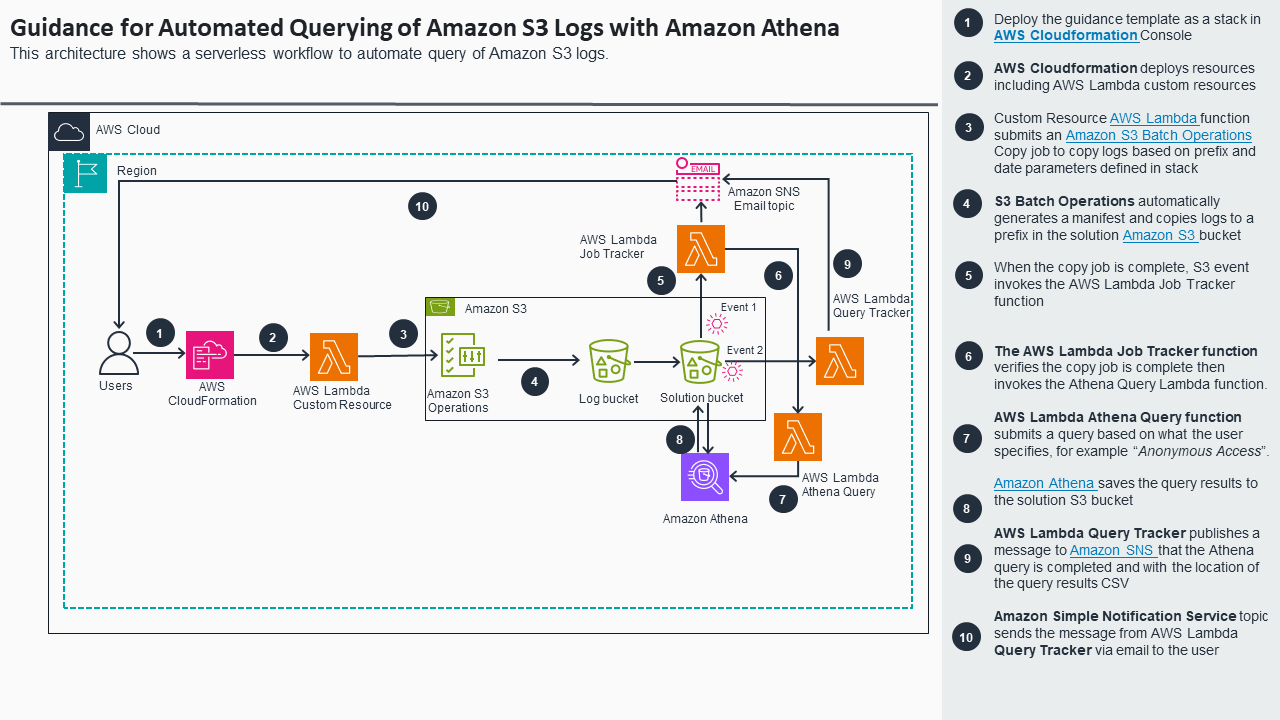 Guidance for Automated Querying of Amazon S3 Logs with Amazon Athena
This architecture shows a serverless workflow to automate query of Amazon S3 logs.
AWS Cloud
Region
EMAIL
Amazon SNS
Email topic
10
AWS Lambda
Job Tracker
5
6
9
AWS Lambda
Query Tracker
Amazon S3
Event 1
Event 2
1
2
3
4
Users
AWS
CloudFormation
AWS Lambda
Custom Resource
Amazon S3
Operations
Log bucket
Solution bucket
8
AWS Lambda
Athena Query
7
Amazon Athena
1
Deploy the guidance template as a stack in
AWS Cloudformation Console
2
AWS Cloudformation deploys resources
including AWS Lambda custom resources
3
Custom Resource AWS Lambda function
submits an Amazon S3 Batch Operations
Copy job to copy logs based on prefix and
date parameters defined in stack
4
S3 Batch Operations automatically
generates a manifest and copies logs to a
prefix in the solution Amazon S3 bucket
5
When the copy job is complete, S3 event
invokes the AWS Lambda Job Tracker
function
6
The AWS Lambda Job Tracker function
verifies the copy job is complete then
invokes the Athena Query Lambda function.
7
AWS Lambda Athena Query function
submits a query based on what the user
specifies, for example “Anonymous Access”.
8
Amazon Athena saves the query results to
the solution S3 bucket
9
AWS Lambda Query Tracker publishes a
message to Amazon SNS that the Athena
query is completed and with the location of
the query results CSV
10
Amazon Simple Notification Service topic
sends the message from AWS Lambda
Query Tracker via email to the user